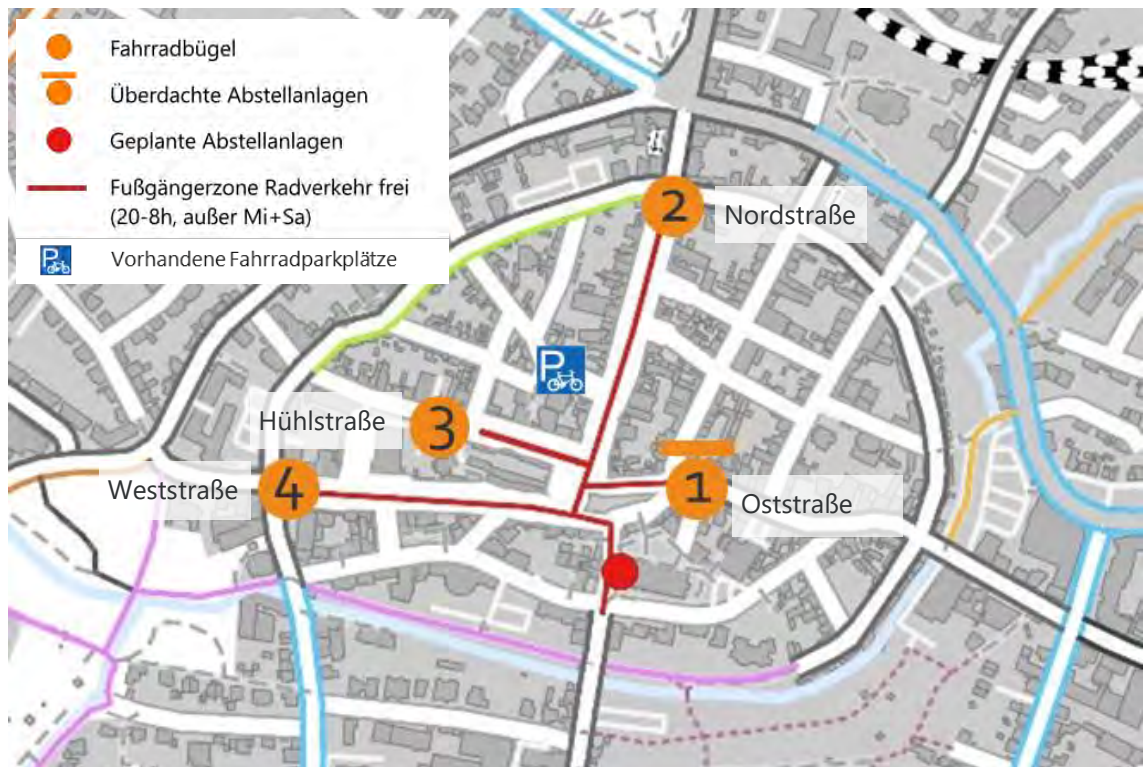 Fahrradbügel
Überdachte Abstellanlagen
Geplante Abstellanlagen
Fußgängerzone Radverkehr frei
(20-8h, außer Mi+Sa)
P
Vorhandene Fahrradparkplätze
2
Nordstraße
P
Hühlstraße
3
Weststraße
4
1
Oststraße